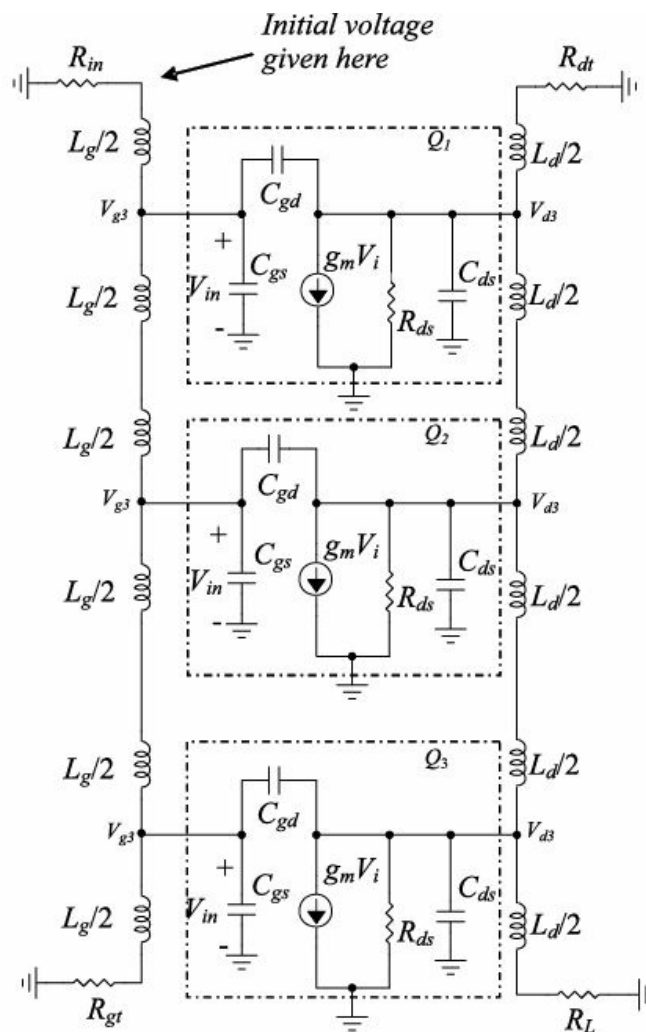 Initial voltage
given here
R_in
R_dt
L_g/2
Q_1
L_d/2
C_gd
V_g3
V_d3
+
C_gs
g_mV_i
C_ds
L_g/2
V_in
R_ds
L_d/2
-
L_g/2
Q_2
L_d/2
C_gd
V_g3
V_d3
+
C_gs
g_mV_i
C_ds
L_g/2
V_in
R_ds
L_d/2
-
L_g/2
Q_3
L_d/2
C_gd
V_g3
V_d3
+
C_gs
g_mV_i
C_ds
L_g/2
V_in
R_ds
L_d/2
-
R_gt
R_L